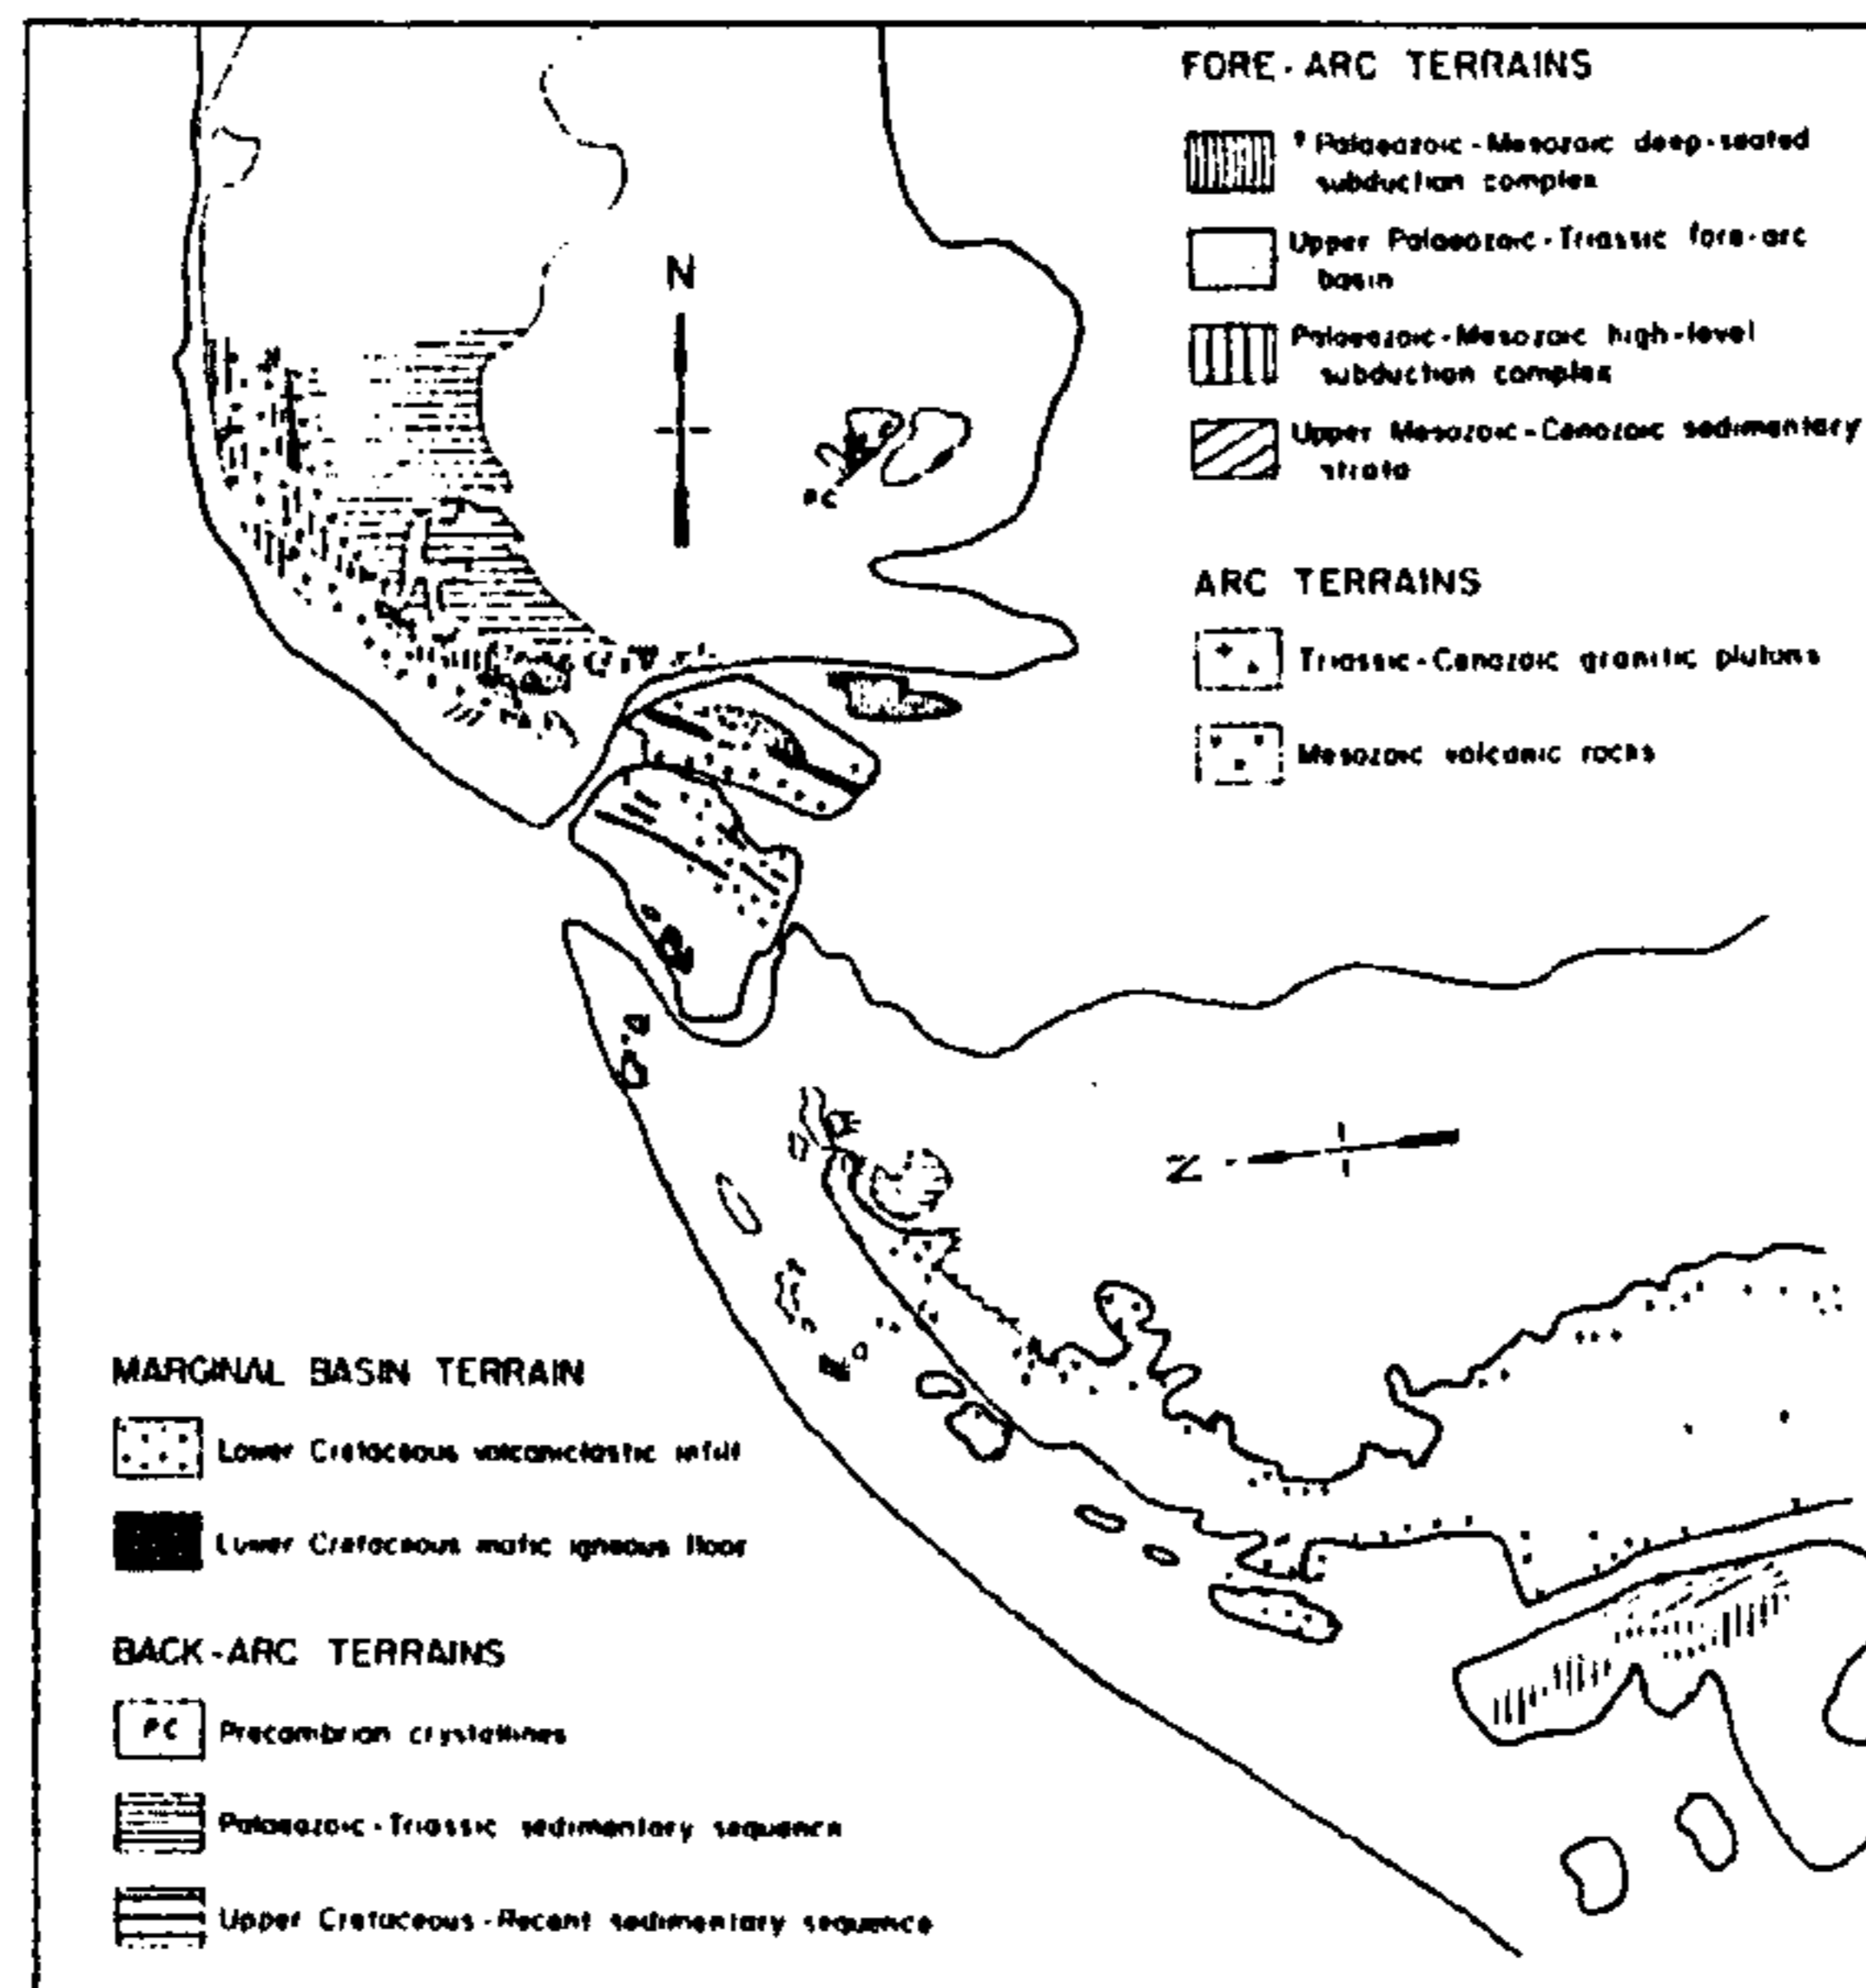 FORE-ARC TERRAINS
? Palaeozoic-Mesozoic deep-seated
subduction complex
Upper Palaeozoic-Triassic fore-arc
basin
Palaeozoic-Mesozoic high-level
subduction complex
Upper Mesozoic-Cenozoic sedimentary
strata
N
PC
ARC TERRAINS
Triassic-Cenozoic granitic plutons
Mesozoic volcanic rocks
N
MARGINAL BASIN TERRAIN
Lower Cretaceous volcaniclastic infill
Lower Cretaceous mafic igneous floor
BACK-ARC TERRAINS
PC Precambrian crystallines
Palaeozoic-Triassic sedimentary sequence
Upper Cretaceous-Recent sedimentary sequence